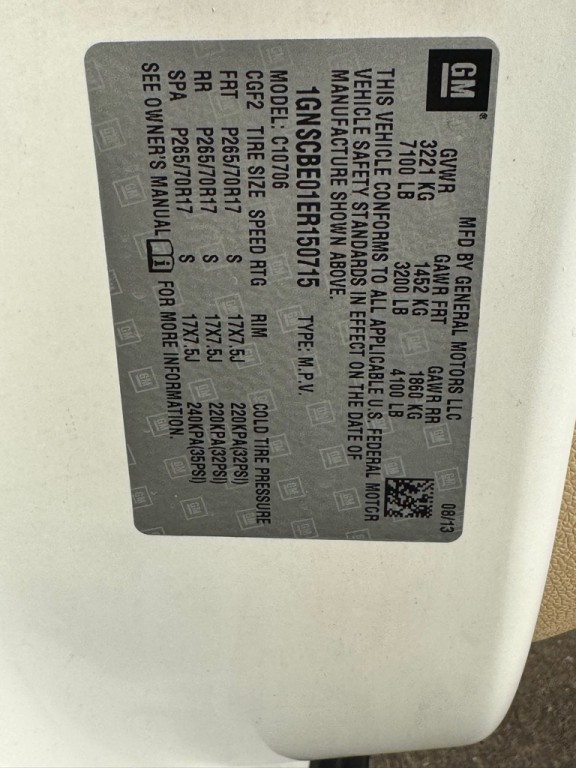 GM
MFD BY GENERAL MOTORS LLC 08/13
GVWR GAWR FRT GAWR RR
3221 KG 1452 KG 1860 KG
7100 LB 3200 LB 4100 LB
THIS VEHICLE CONFORMS TO ALL APPLICABLE U.S. FEDERAL MOTOR
VEHICLE SAFETY STANDARDS IN EFFECT ON THE DATE OF
MANUFACTURE SHOWN ABOVE.
1GNSCBE01ER150715 TYPE: M.P.V.
MODEL: C10706
CGF2 TIRE SIZE SPEED RTG RIM COLD TIRE PRESSURE
FRT P265/70R17 S 17X7.5J 220KPA(32PSI)
RR P265/70R17 S 17X7.5J 220KPA(32PSI)
SPA P265/70R17 S 17X7.5J 240KPA(35PSI)
SEE OWNER'S MANUAL i FOR MORE INFORMATION.